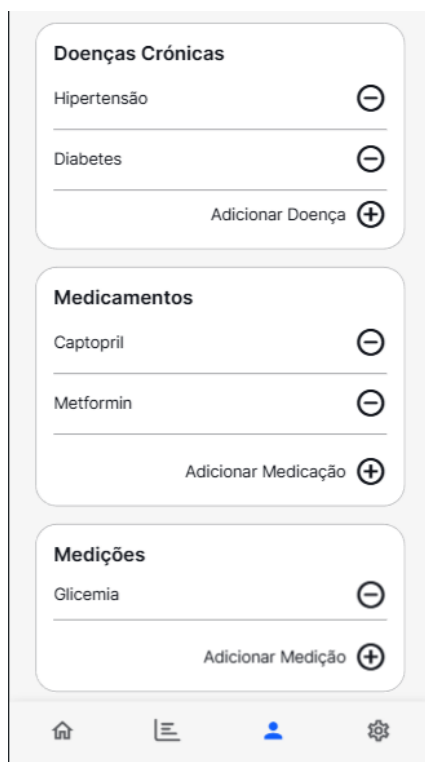 Doenças Crónicas
Hipertensão
Diabetes
Adicionar Doença
Medicamentos
Captopril
Metformin
Adicionar Medicação
Medições
Glicemia
Adicionar Medição